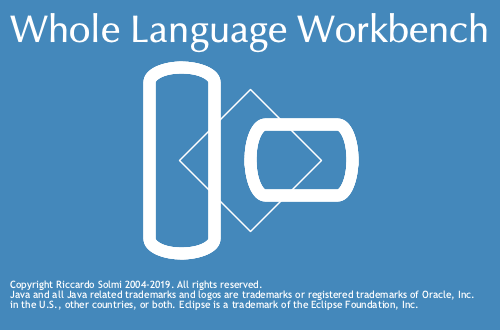 Whole Language Workbench
Copyright Riccardo Solmi 2004-2019. All rights reserved.
Java and all Java related trademarks and logos are trademarks or registered trademarks of Oracle, Inc.
in the U.S., other countries, or both. Eclipse is a trademark of the Eclipse Foundation, Inc.